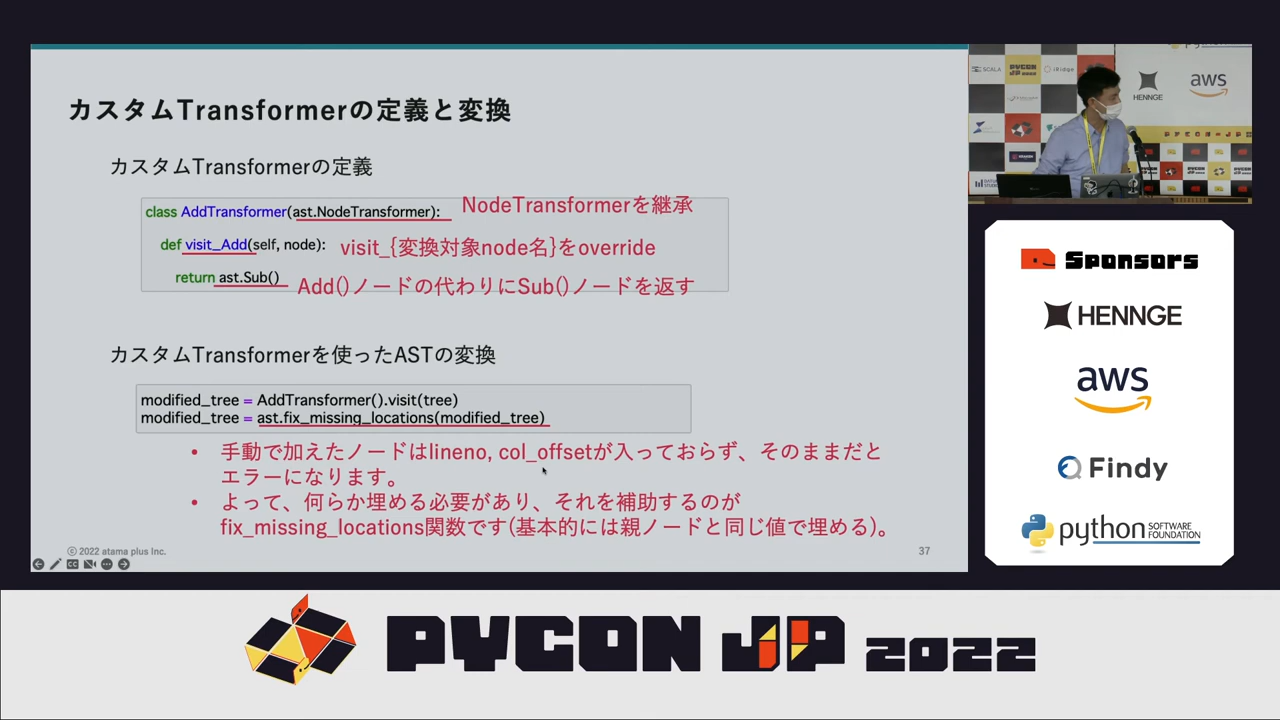 カスタムTransformerの定義と変換
カスタムTransformerの定義
class AddTransformer(ast.NodeTransformer):
NodeTransformerを継承
def visit_Add(self, node):
visit_{変換対象node名}をoverride
return ast.Sub()
Add()ノードの代わりにSub()ノードを返す
カスタムTransformerを使ったASTの変換
modified_tree = AddTransformer().visit(tree)
modified_tree = ast.fix_missing_locations(modified_tree)
• 手動で加えたノードはlineno, col_offsetが入っておらず、そのままだと
エラーになります。
• よって、何らか埋める必要があり、それを補助するのが
fix_missing_locations関数です(基本的には親ノードと同じ値で埋める)。
© 2022 atama plus Inc.
37
SCALA
PYCON
JP 2022
HENNGE
aws
Sponsors
HENNGE
aws
Findy
python SOFTWARE
FOUNDATION
PYCON JP 2022